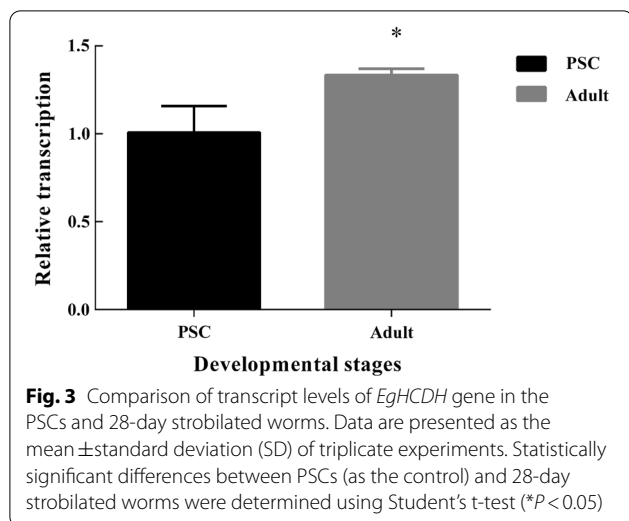 *
1.5
1.0
0.5
0.0
Relative transcription
PSC
Adult
PSC Adult
Developmental stages
Fig. 3 Comparison of transcript levels of EgHCDH gene in the
PSCs and 28-day strobilated worms. Data are presented as the
mean ±standard deviation (SD) of triplicate experiments. Statistically
significant differences between PSCs (as the control) and 28-day
strobilated worms were determined using Student's t-test (*P < 0.05)